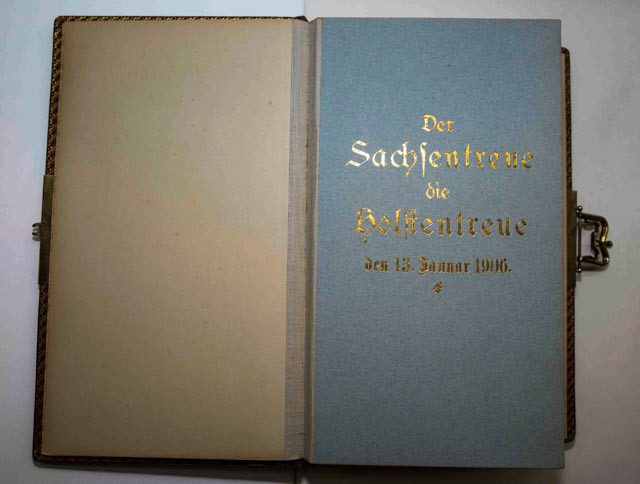 Der
Sachſentreue
die
Holſtentreue
den 13. Januar 1906.